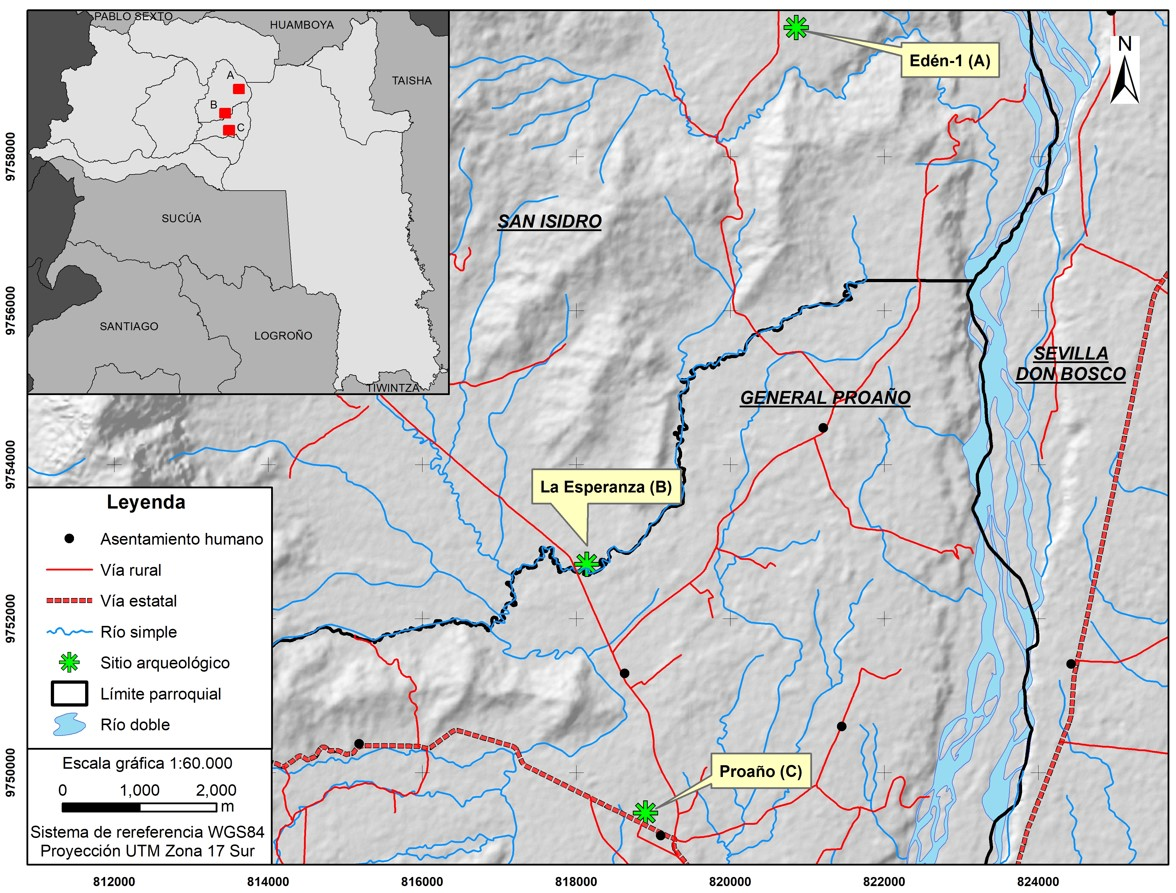 PABLO SEXTO
HUAMBOYA
TAISHA
A
B
C
SUCÚA
SANTIAGO
LOGROÑO
TIWINTZA
Edén-1 (A)
N
SAN ISIDRO
SEVILLA
DON BOSCO
GENERAL PROAÑO
La Esperanza (B)
Proaño (C)
Leyenda
Asentamiento humano
Vía rural
Vía estatal
Río simple
Sitio arqueológico
Límite parroquial
Río doble
Escala gráfica 1:60.000
0 1,000 2,000
m
Sistema de rereferencia WGS84
Proyección UTM Zona 17 Sur
9758000
9756000
9754000
9752000
9750000
812000 814000 816000 818000 820000 822000 824000